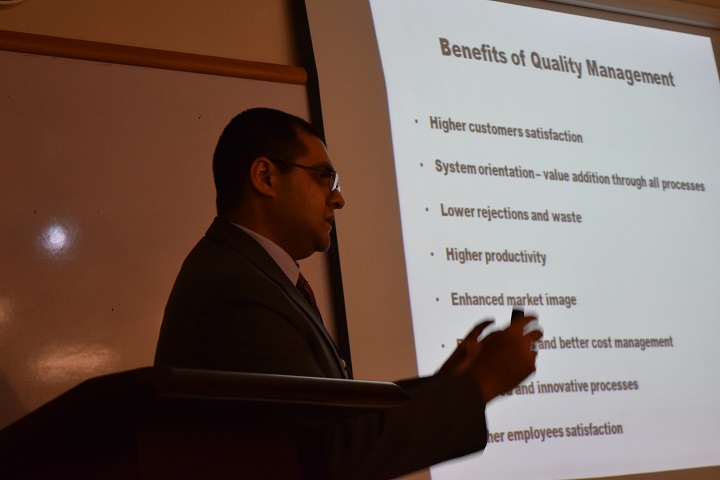 Benefits of Quality Management
• Higher customers satisfaction
• System orientation – value addition through all processes
• Lower rejections and waste
• Higher productivity
• Enhanced market image
• and better cost management
and innovative processes
employees satisfaction